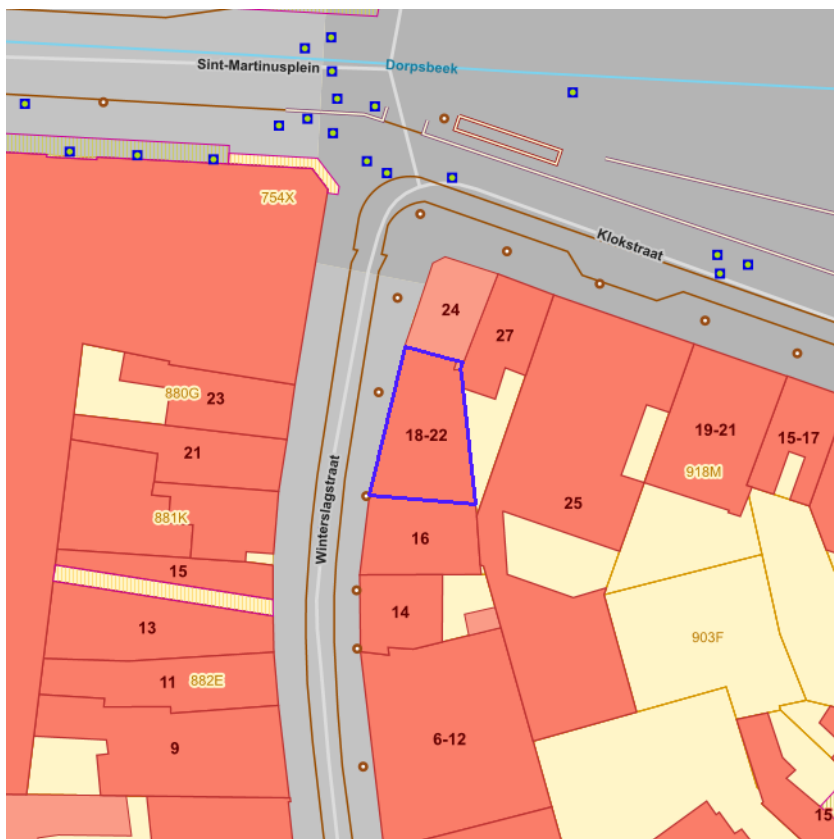 Sint-Martinusplein
Dorpsbeek
754X
Klokstraat
24
27
880G
23
18-22
19-21
15-17
21
918M
25
881K
Winterslagstraat
16
15
14
13
903F
11
882E
6-12
9
15